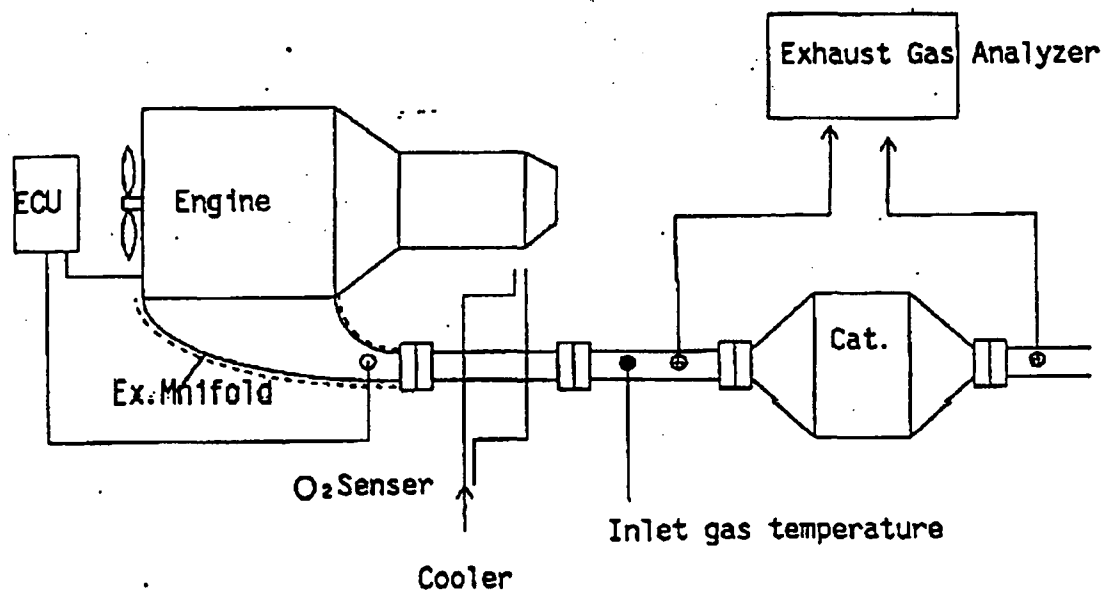 Exhaust Gas Analyzer
ECU
Engine
Cat.
Ex.Mnifold
O₂Senser
Inlet gas temperature
Cooler